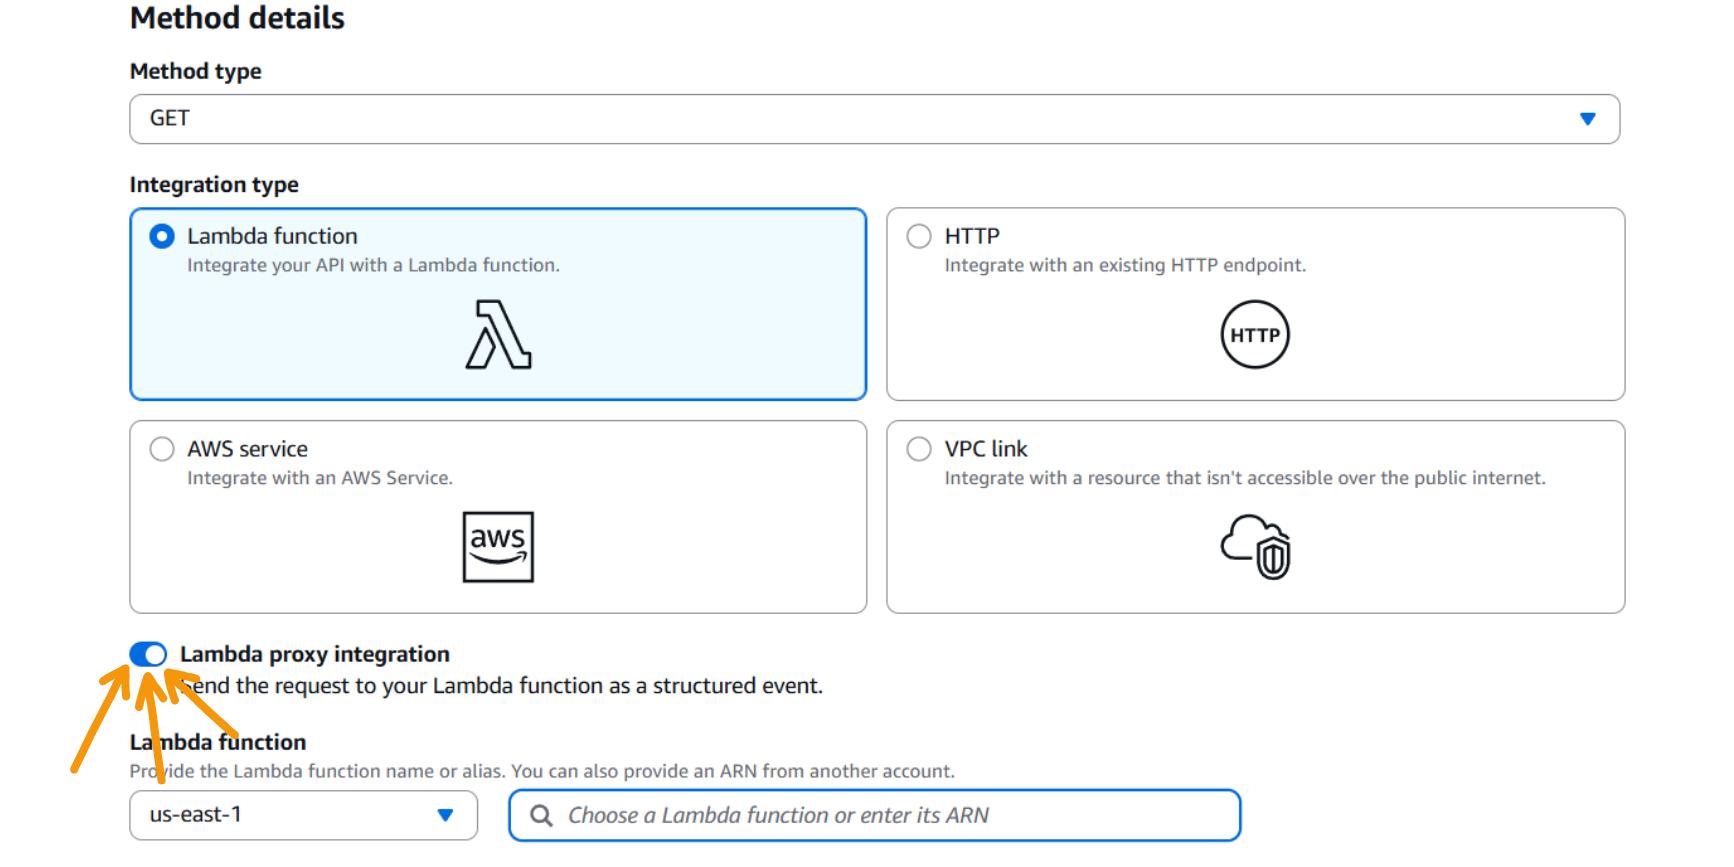 Method details
Method type
GET
Integration type
Lambda function
Integrate your API with a Lambda function.
HTTP
Integrate with an existing HTTP endpoint.
HTTP
AWS service
Integrate with an AWS Service.
aws
VPC link
Integrate with a resource that isn't accessible over the public internet.
Lambda proxy integration
Send the request to your Lambda function as a structured event.
Lambda function
Provide the Lambda function name or alias. You can also provide an ARN from another account.
us-east-1
Choose a Lambda function or enter its ARN